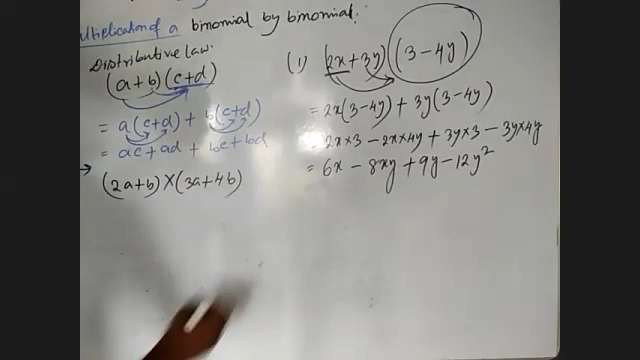 Multiplication of a binomial by binomial.
Distributive Law:
(a+b)(c+d)
= a(c+d) + b(c+d)
= ac+ad + bc+bd
→ (2a+b)×(3a+4b)
(1) (2x+3y)(3-4y)
= 2x(3-4y) + 3y(3-4y)
= 2x×3 - 2x×4y + 3y×3 - 3y×4y
= 6x - 8xy + 9y - 12y²